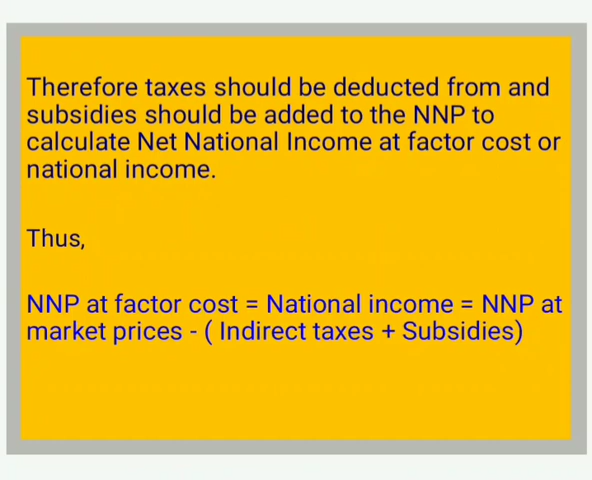 Therefore taxes should be deducted from and
subsidies should be added to the NNP to
calculate Net National Income at factor cost or
national income.
Thus,
NNP at factor cost = National income = NNP at
market prices - ( Indirect taxes + Subsidies)